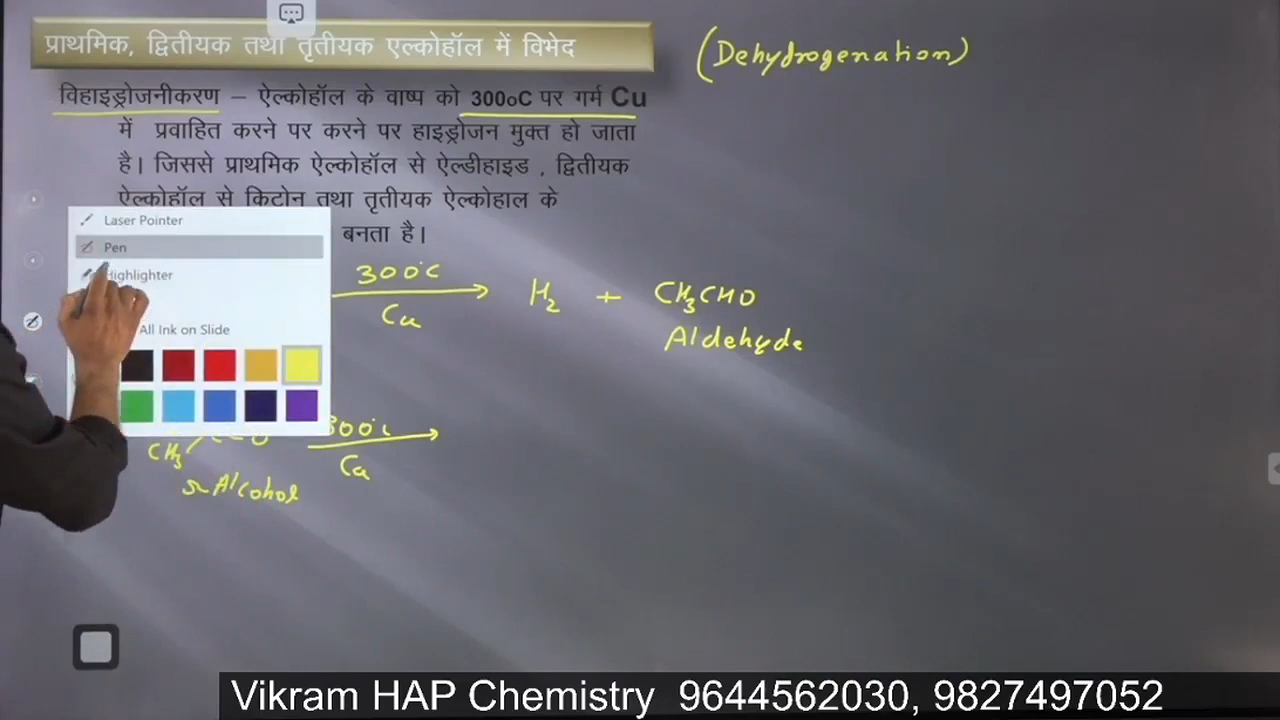 प्राथमिक, द्वितीयक तथा तृतीयक एल्कोहॉल में विभेद
(Dehydrogenation)
विहाइड्रोजनीकरण – ऐल्कोहॉल के वाष्प को 300oC पर गर्म Cu
में प्रवाहित करने पर करने पर हाइड्रोजन मुक्त हो जाता
है। जिससे प्राथमिक ऐल्कोहॉल से ऐल्डीहाइड , द्वितीयक
ऐल्कोहॉल से किटोन तथा तृतीयक ऐल्कोहाल के
बनता है।
Laser Pointer
Pen
Highlighter
All Ink on Slide
300°C
Cu
H2 + CH3CHO
Aldehyde
300°C
Cu
CH3
Alcohol
Vikram HAP Chemistry 9644562030, 9827497052